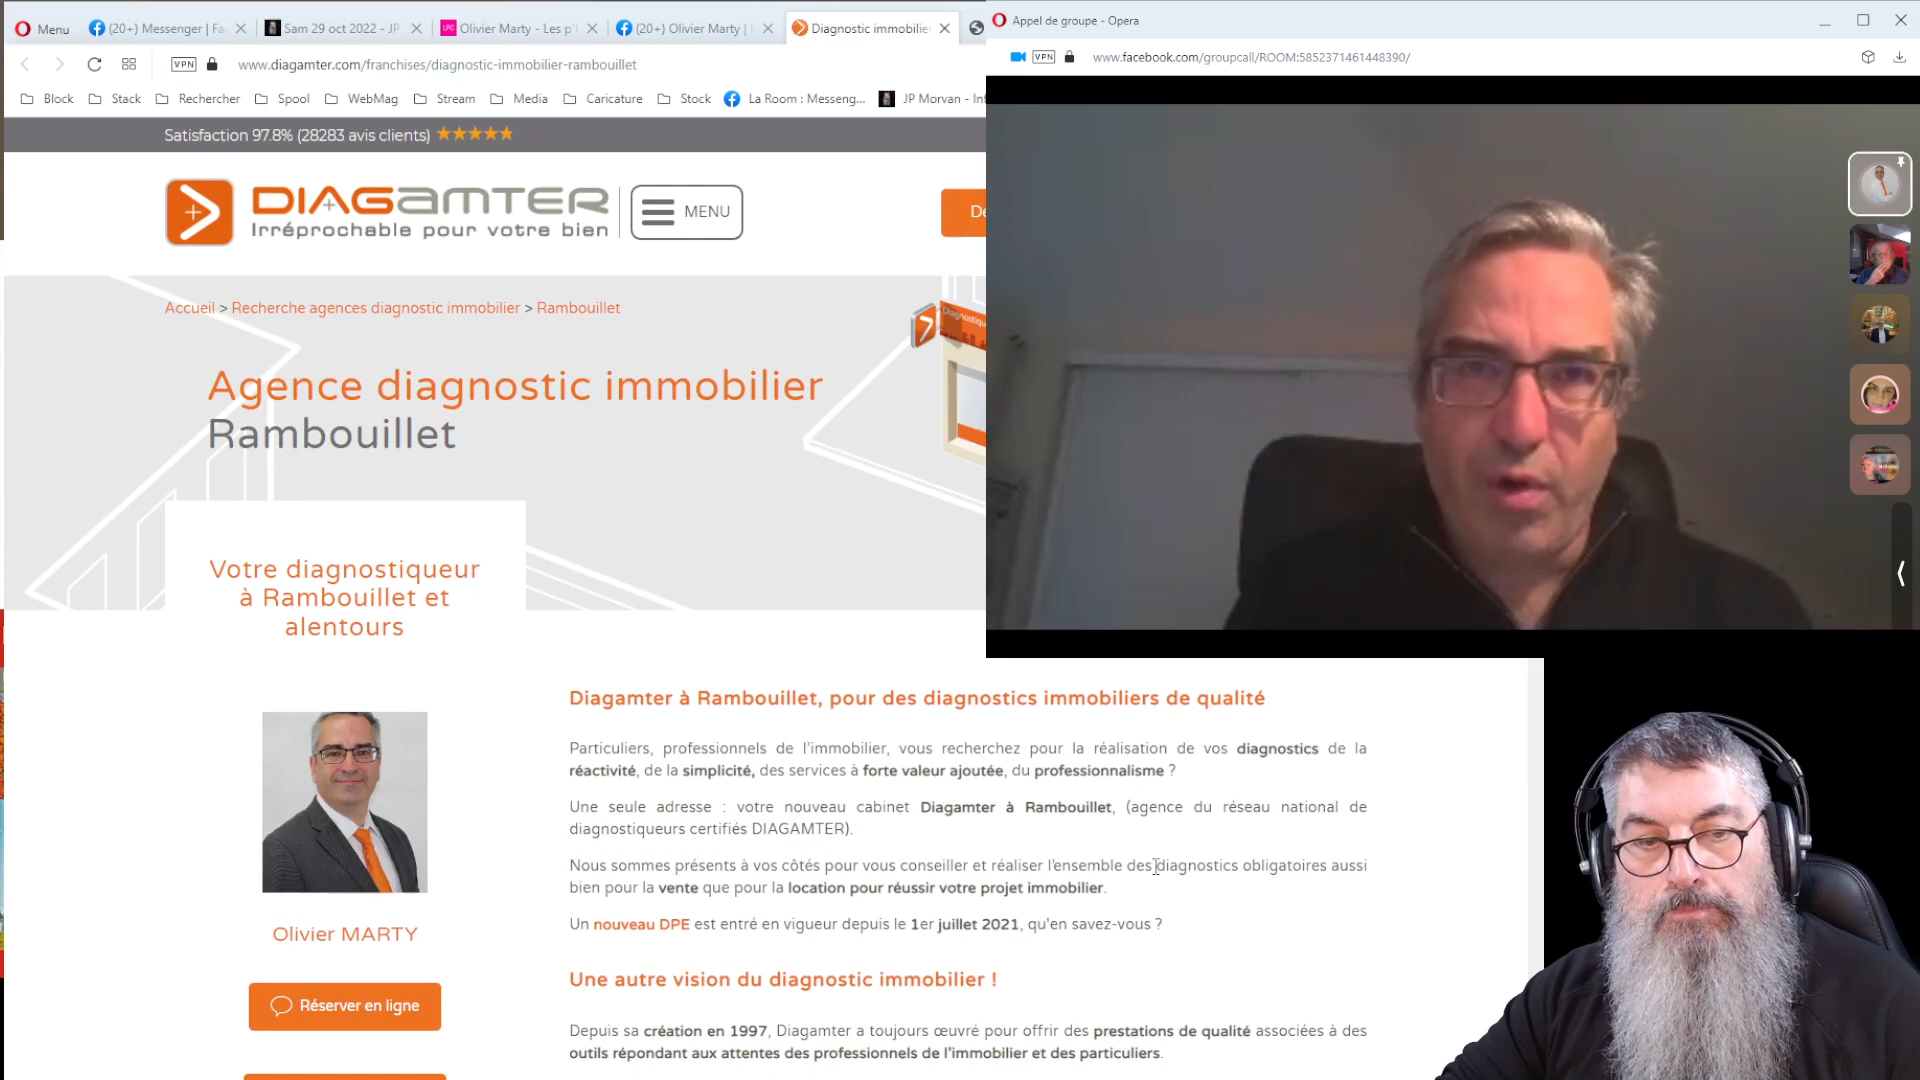 Menu
(20+) Messenger | Fa
Sam 29 oct 2022 - JP
Olivier Marty - Les p't
(20+) Olivier Marty | F
Diagnostic immobilier
VPN
www.diagamter.com/franchises/diagnostic-immobilier-rambouillet
Block
Stack
Rechercher
Spool
WebMag
Stream
Media
Caricature
Stock
La Room : Messeng...
JP Morvan - Inf
Satisfaction 97.8% (28283 avis clients)
DIAGAMTER
Irréprochable pour votre bien
MENU
De
Accueil > Recherche agences diagnostic immobilier > Rambouillet
Agence diagnostic immobilier
Rambouillet
Votre diagnostiqueur
à Rambouillet et
alentours
Olivier MARTY
Réserver en ligne
Diagamter à Rambouillet, pour des diagnostics immobiliers de qualité
Particuliers, professionnels de l'immobilier, vous recherchez pour la réalisation de vos diagnostics de la
réactivité, de la simplicité, des services à forte valeur ajoutée, du professionnalisme ?
Une seule adresse : votre nouveau cabinet Diagamter à Rambouillet, (agence du réseau national de
diagnostiqueurs certifiés DIAGAMTER).
Nous sommes présents à vos côtés pour vous conseiller et réaliser l'ensemble des diagnostics obligatoires aussi
bien pour la vente que pour la location pour réussir votre projet immobilier.
Un nouveau DPE est entré en vigueur depuis le 1er juillet 2021, qu'en savez-vous ?
Une autre vision du diagnostic immobilier !
Depuis sa création en 1997, Diagamter a toujours œuvré pour offrir des prestations de qualité associées à des
outils répondant aux attentes des professionnels de l'immobilier et des particuliers.
Appel de groupe - Opera
VPN
www.facebook.com/groupcall/ROOM:5852371461448390/